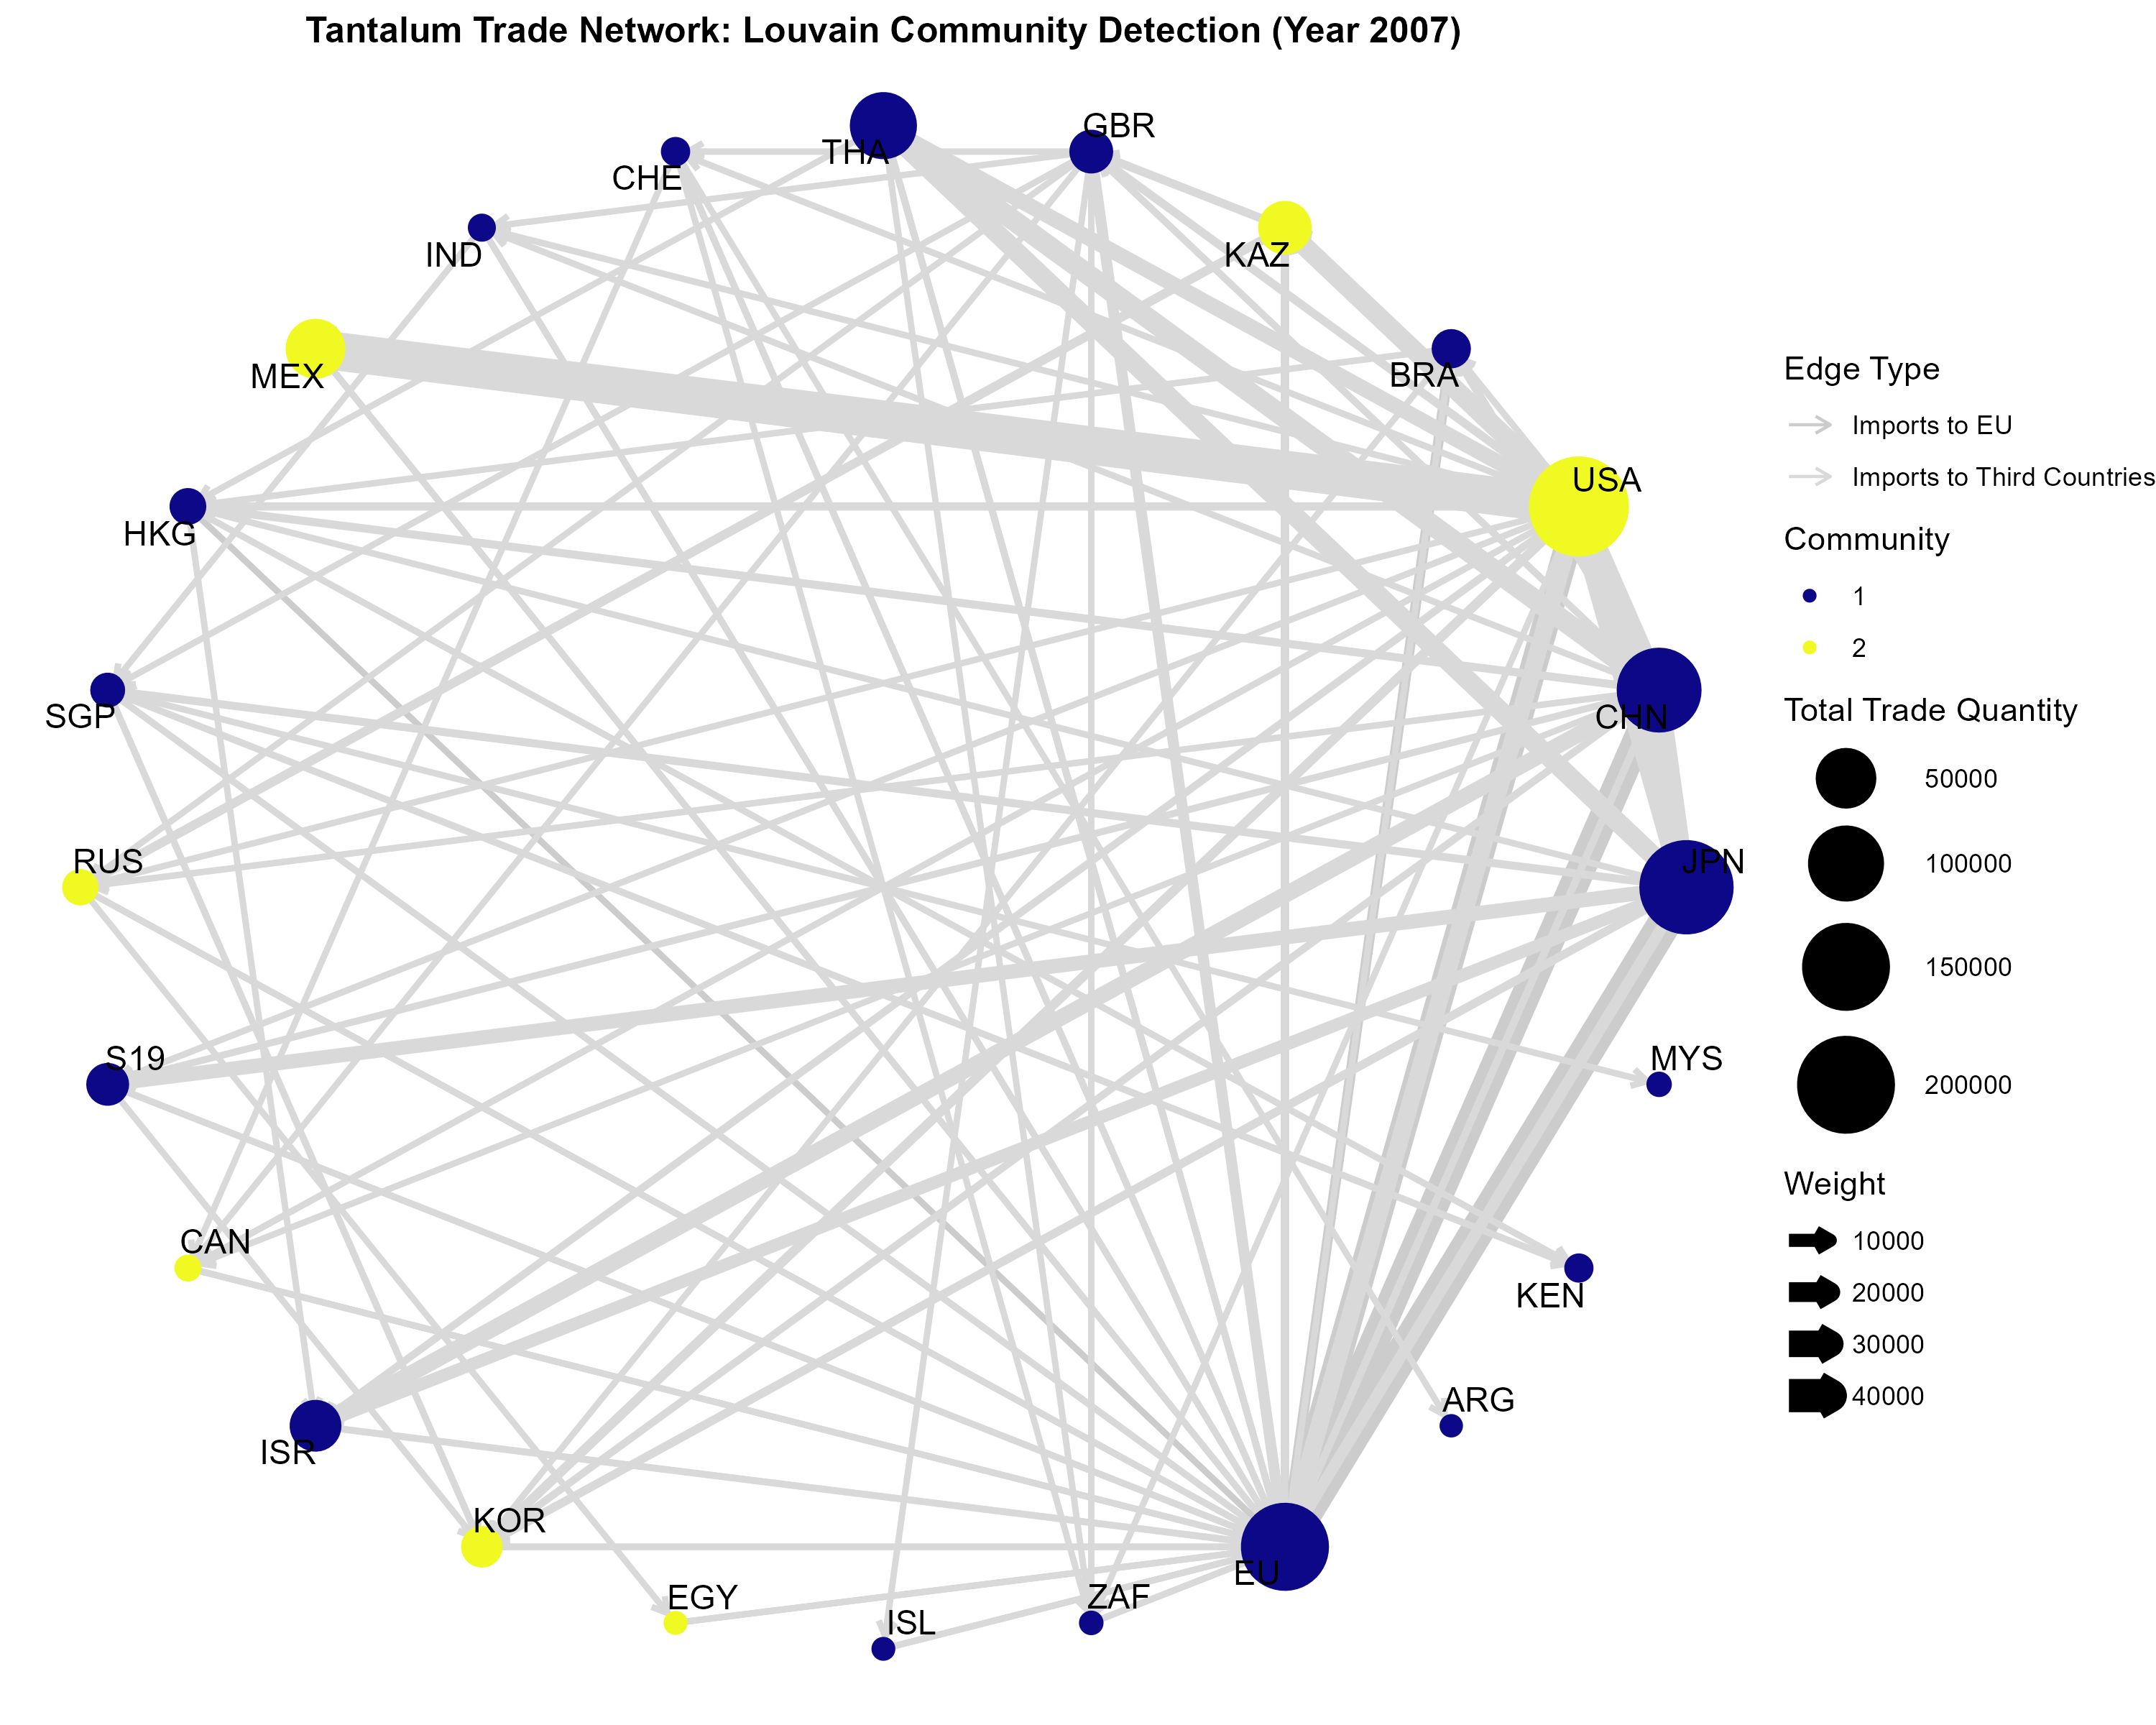 Tantalum Trade Network: Louvain Community Detection (Year 2007)
GBR
THA
CHE
IND
KAZ
MEX
BRA
USA
HKG
SGP
CHN
RUS
JPN
S19
MYS
CAN
KEN
ARG
ISR
KOR
EU
EGY
ISL
ZAF
Edge Type
Imports to EU
Imports to Third Countries
Community
1
2
Total Trade Quantity
50000
100000
150000
200000
Weight
10000
20000
30000
40000